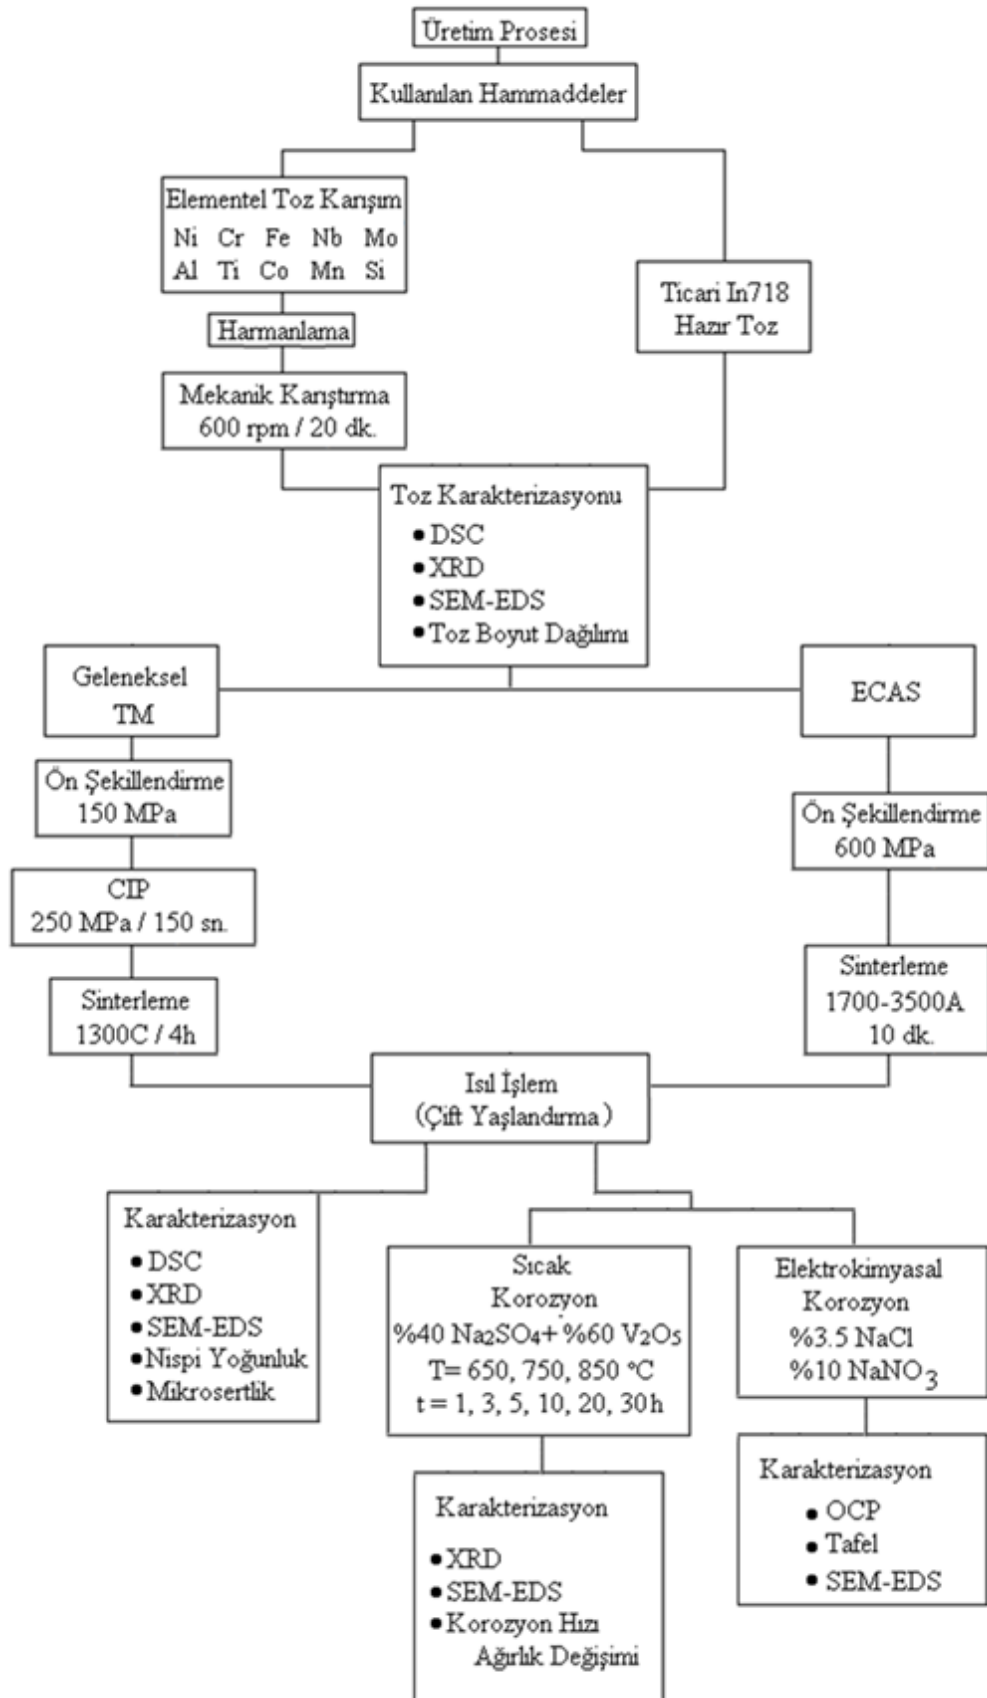 Üretim Prosesi
Kullanılan Hammaddeler
Elementel Toz Karışım
Ni Cr Fe Nb Mo
Al Ti Co Mn Si
Harmanlama
Mekanik Karıştırma
600 rpm / 20 dk.
Ticari In718
Hazır Toz
Toz Karakterizasyonu
• DSC
• XRD
• SEM-EDS
• Toz Boyut Dağılımı
Geleneksel
TM
Ön Şekillendirme
150 MPa
CIP
250 MPa / 150 sn.
Sinterleme
1300C / 4h
ECAS
Ön Şekillendirme
600 MPa
Sinterleme
1700-3500A
10 dk.
Isıl İşlem
(Çift Yaşlandırma)
Karakterizasyon
• DSC
• XRD
• SEM-EDS
• Nispi Yoğunluk
• Mikrosertlik
Sıcak
Korozyon
%40 Na₂SO₄+ %60 V₂O₅
T= 650, 750, 850 °C
t = 1, 3, 5, 10, 20, 30h
Karakterizasyon
• XRD
• SEM-EDS
• Korozyon Hızı
Ağırlık Değişimi
Elektrokimyasal
Korozyon
%3.5 NaCl
%10 NaNO₃
Karakterizasyon
• OCP
• Tafel
• SEM-EDS